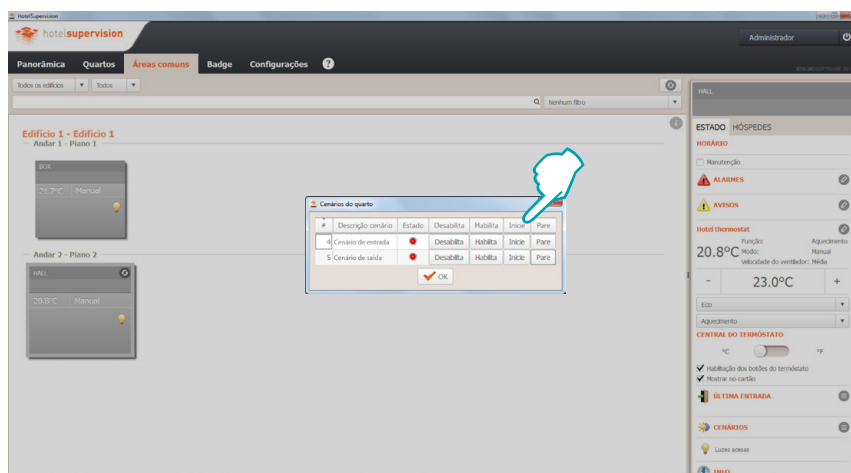 HotelSupervision
hotelsupervision
Administrador
Panorâmica Quartos Áreas comuns Badge Configurações ?
Todos os edifícios Todos
Nenhum filtro
Edifício 1 - Edifício 1
Andar 1 - Piano 1
BOX
21.7°C Manual
Andar 2 - Piano 2
HALL
20.8°C Manual
Cenários do quarto
# Descrição cenário Estado Desabilita Habilita Inicie Pare
4 Cenário de entrada Desabilita Habilita Inicie Pare
5 Cenário de saída Desabilita Habilita Inicie Pare
OK
HALL
ESTADO HÓSPEDES
HORÁRIO
Manutenção
ALARMES
AVISOS
Hotel thermostat
20.8°C
Função: Aquecimento
Modo: Manual
Velocidade do ventilador: Média
- 23.0°C +
Eco
Aquecimento
CENTRAL DO TERMÓSTATO
°C °F
Habilitação dos botões do termóstato
Mostrar no cartão
ÚLTIMA ENTRADA
CENÁRIOS
Luzes acesas
INFO